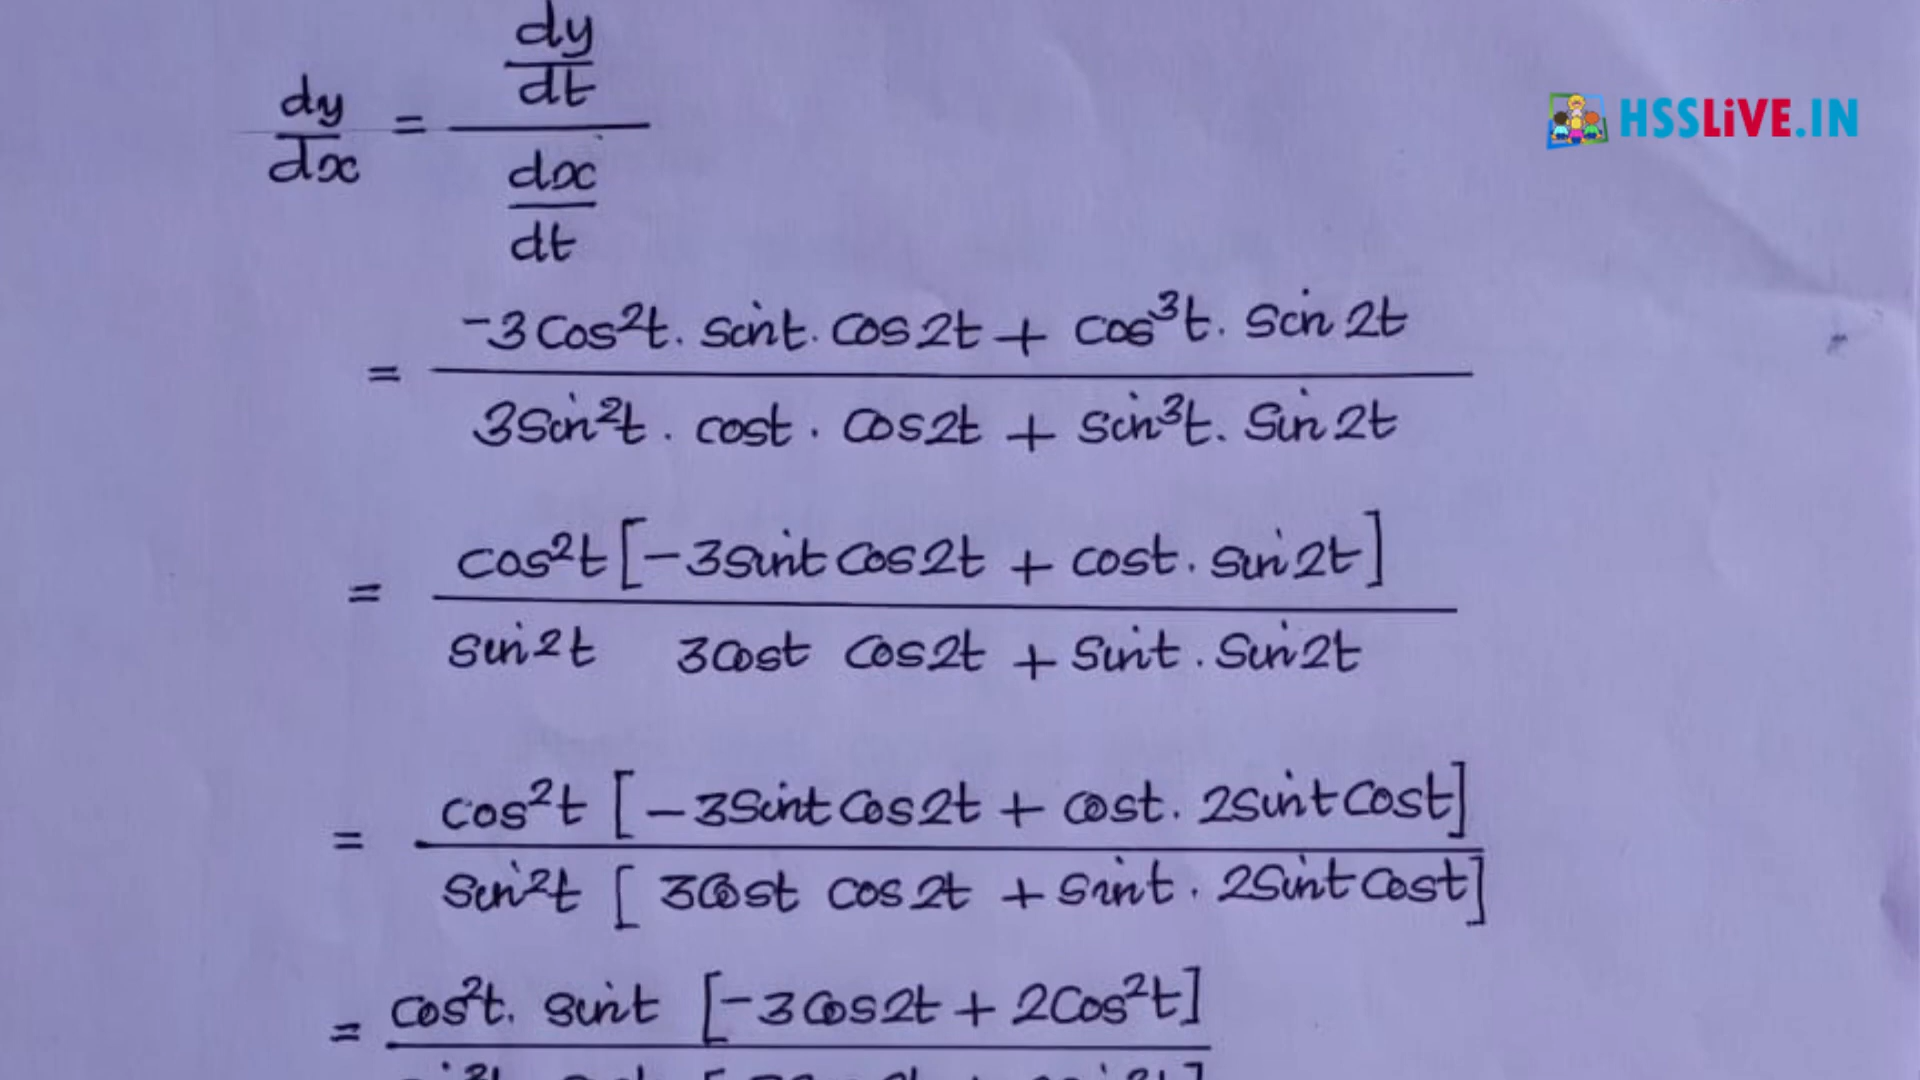 HSSLiVE.IN
dy/dx = (dy/dt)/(dx/dt)
= (-3cos²t. sint. cos2t + cos³t. sin2t)/(3sin²t. cost. cos2t + sin³t. sin2t)
= (cos²t[-3sint cos2t + cost. sin2t])/(sin²t 3cost cos2t + sint. sin2t)
= (cos²t [-3sint cos2t + cost. 2sint cost])/(sin²t [3cost cos2t + sint. 2sint cost])
= cos²t. sint [-3cos2t + 2cos²t]